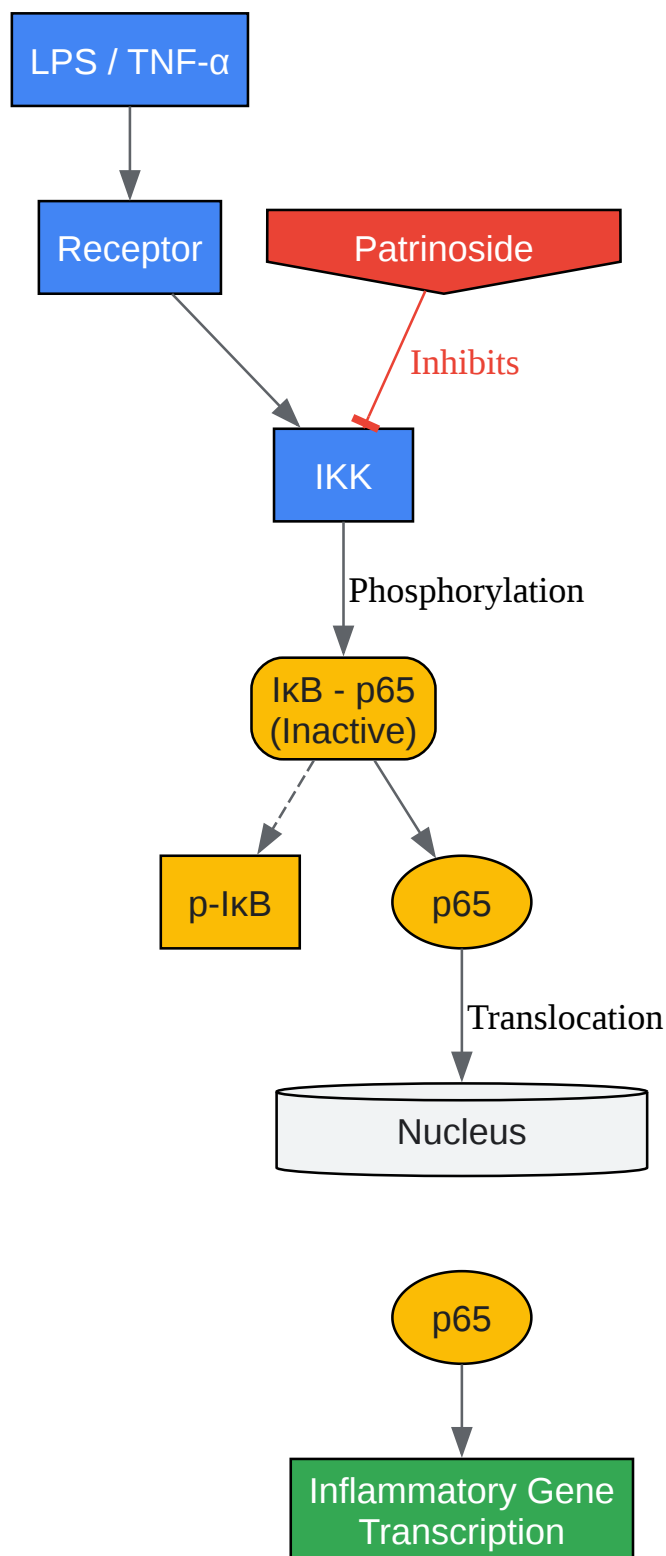 LPS / TNF-α
Receptor
Patrinoside
Inhibits
IKK
Phosphorylation
IκB - p65
(Inactive)
p-IκB
p65
Translocation
Nucleus
p65
Inflammatory Gene
Transcription